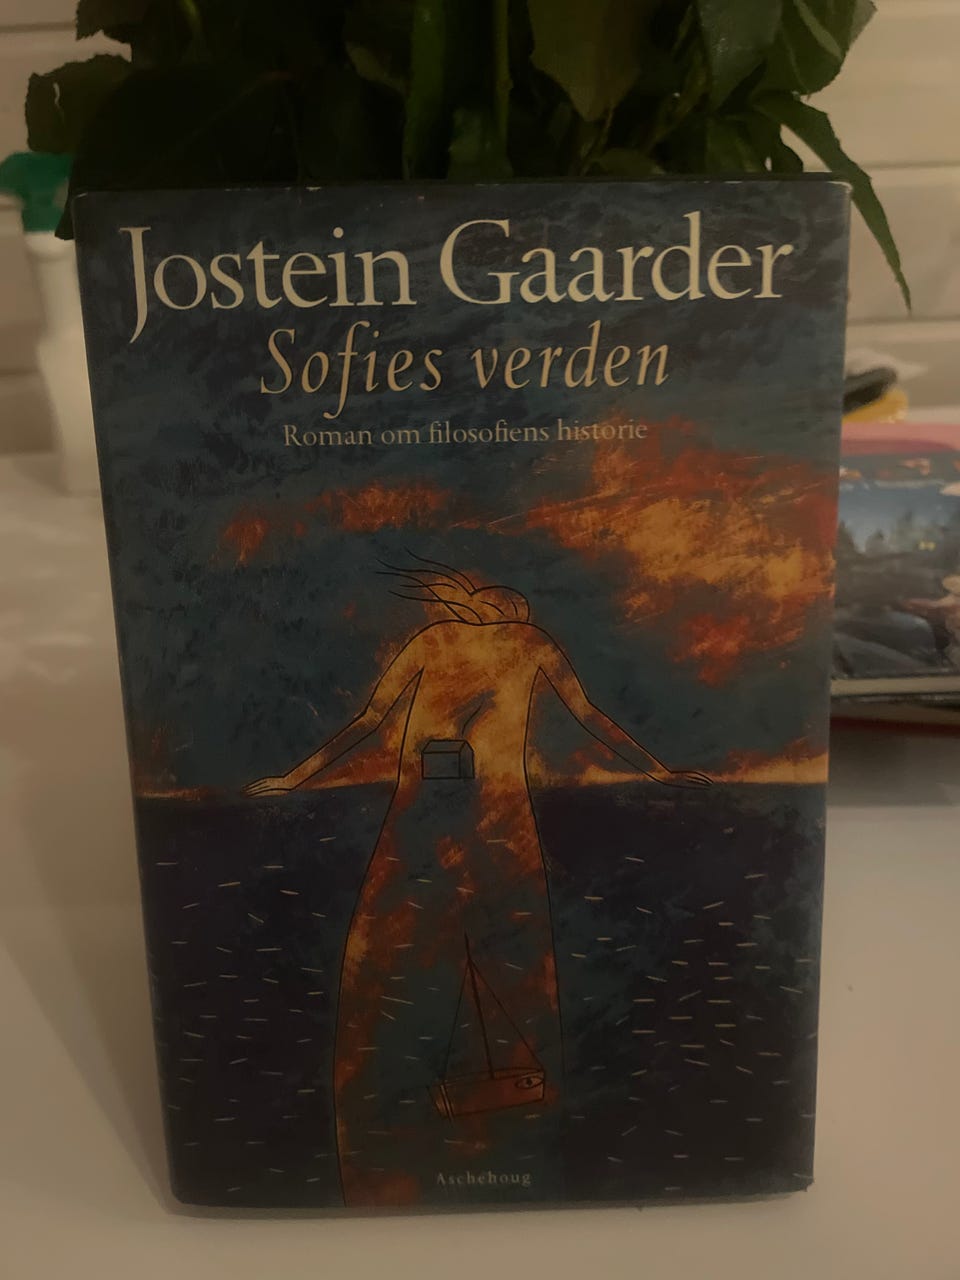 Jostein Gaarder
Sofies verden
Roman om filosofiens historie
Aschehoug